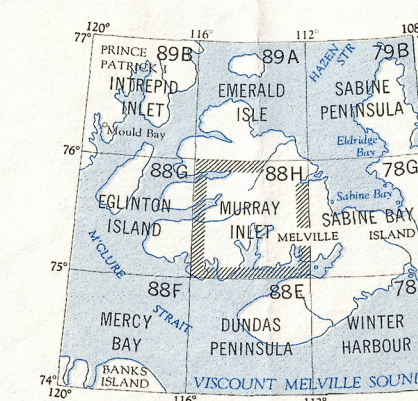 120° 116° 112° 108
77° PRINCE PATRICK I 89B 89A HAZEN STR 79B
INTREPID INLET
EMERALD ISLE
SABINE PENINSULA
Mould Bay
Eldridge Bay
76° 88G 88H 78G
EGLINTON ISLAND
MURRAY INLET
Sabine Bay
SABINE BAY
MELVILLE ISLAND
M'CLURE STRAIT
75° 88F 88E 78
MERCY BAY
DUNDAS PENINSULA
WINTER HARBOUR
BANKS ISLAND
74° VISCOUNT MELVILLE SOUN
120° 116° 112°